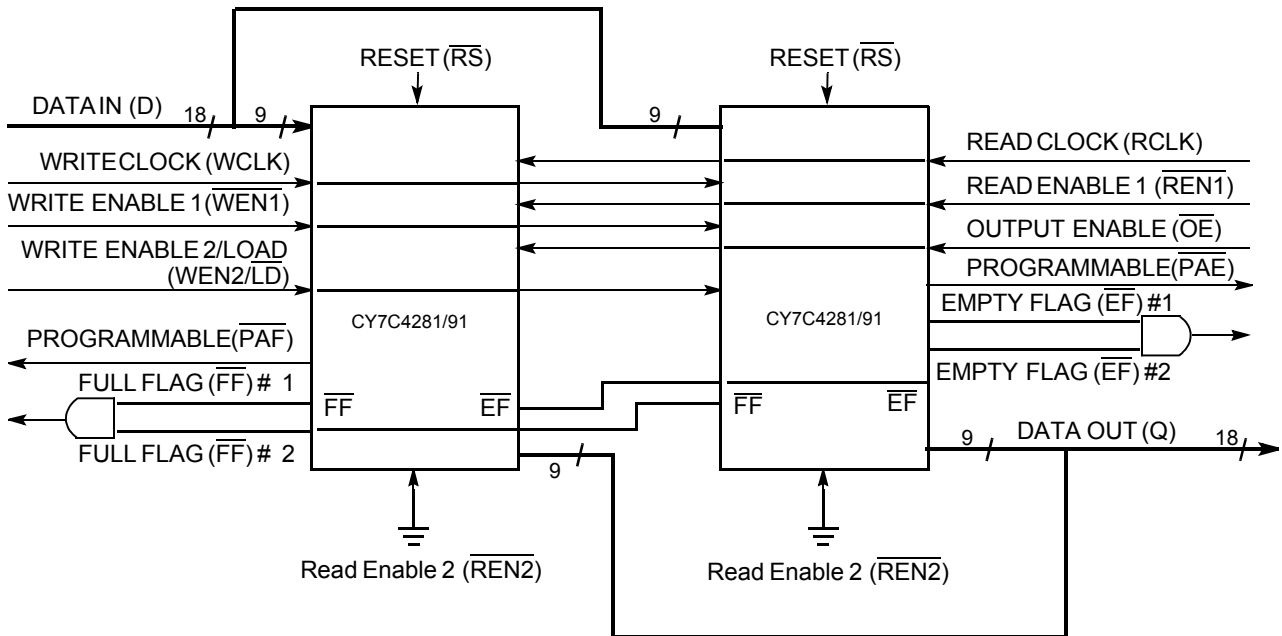 RESET (RS)
RESET (RS)
DATA IN (D)
18
9
9
WRITE CLOCK (WCLK)
READ CLOCK (RCLK)
WRITE ENABLE 1 (WEN1)
READ ENABLE 1 (REN1)
WRITE ENABLE 2/LOAD
(WEN2/LD)
OUTPUT ENABLE (OE)
PROGRAMMABLE(PAE)
CY7C4281/91
CY7C4281/91
EMPTY FLAG (EF) #1
PROGRAMMABLE(PAF)
EMPTY FLAG (EF) #2
FULL FLAG (FF) # 1
FF
EF
FF
EF
FULL FLAG (FF) # 2
9
9
DATA OUT (Q)
18
Read Enable 2 (REN2)
Read Enable 2 (REN2)